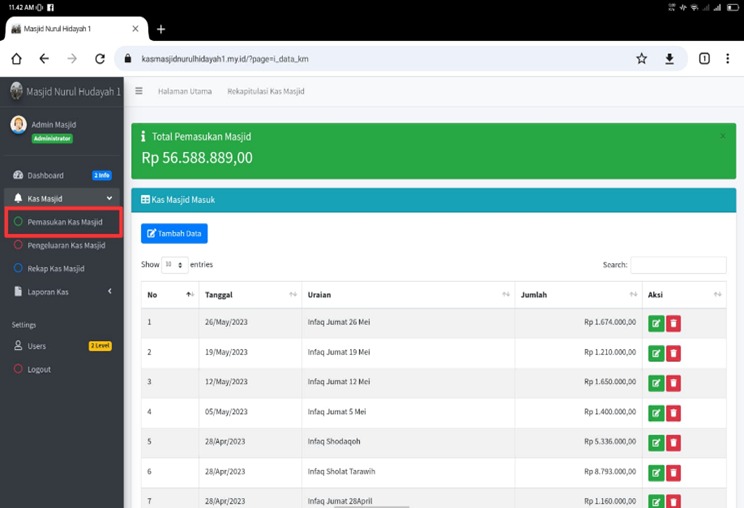 11.42 AM
Masjid Nurul Hidayah 1
kasmasjidnurulhidayah1.my.id/?page=i_data_km
Masjid Nurul Hudayah 1
Halaman Utama
Rekapitulasi Kas Masjid
Admin Masjid
Administrator
Total Pemasukan Masjid
Rp 56.588.889,00
Dashboard
2 Info
Kas Masjid
Pemasukan Kas Masjid
Pengeluaran Kas Masjid
Rekap Kas Masjid
Laporan Kas
Settings
Users
2 Level
Logout
Kas Masjid Masuk
Tambah Data
Show 10 entries
Search:
No Tanggal Uraian Jumlah Aksi
1 26/May/2023 Infaq Jumat 26 Mei Rp 1.674.000,00
2 19/May/2023 Infaq Jumat 19 Mei Rp 1.210.000,00
3 12/May/2023 Infaq Jumat 12 Mei Rp 1.650.000,00
4 05/May/2023 Infaq Jumat 5 Mei Rp 1.400.000,00
5 28/Apr/2023 Infaq Shodaqoh Rp 5.336.000,00
6 28/Apr/2023 Infaq Sholat Tarawih Rp 8.793.000,00
7 28/Apr/2023 Infaq Jumat 28April Rp 1.160.000,00